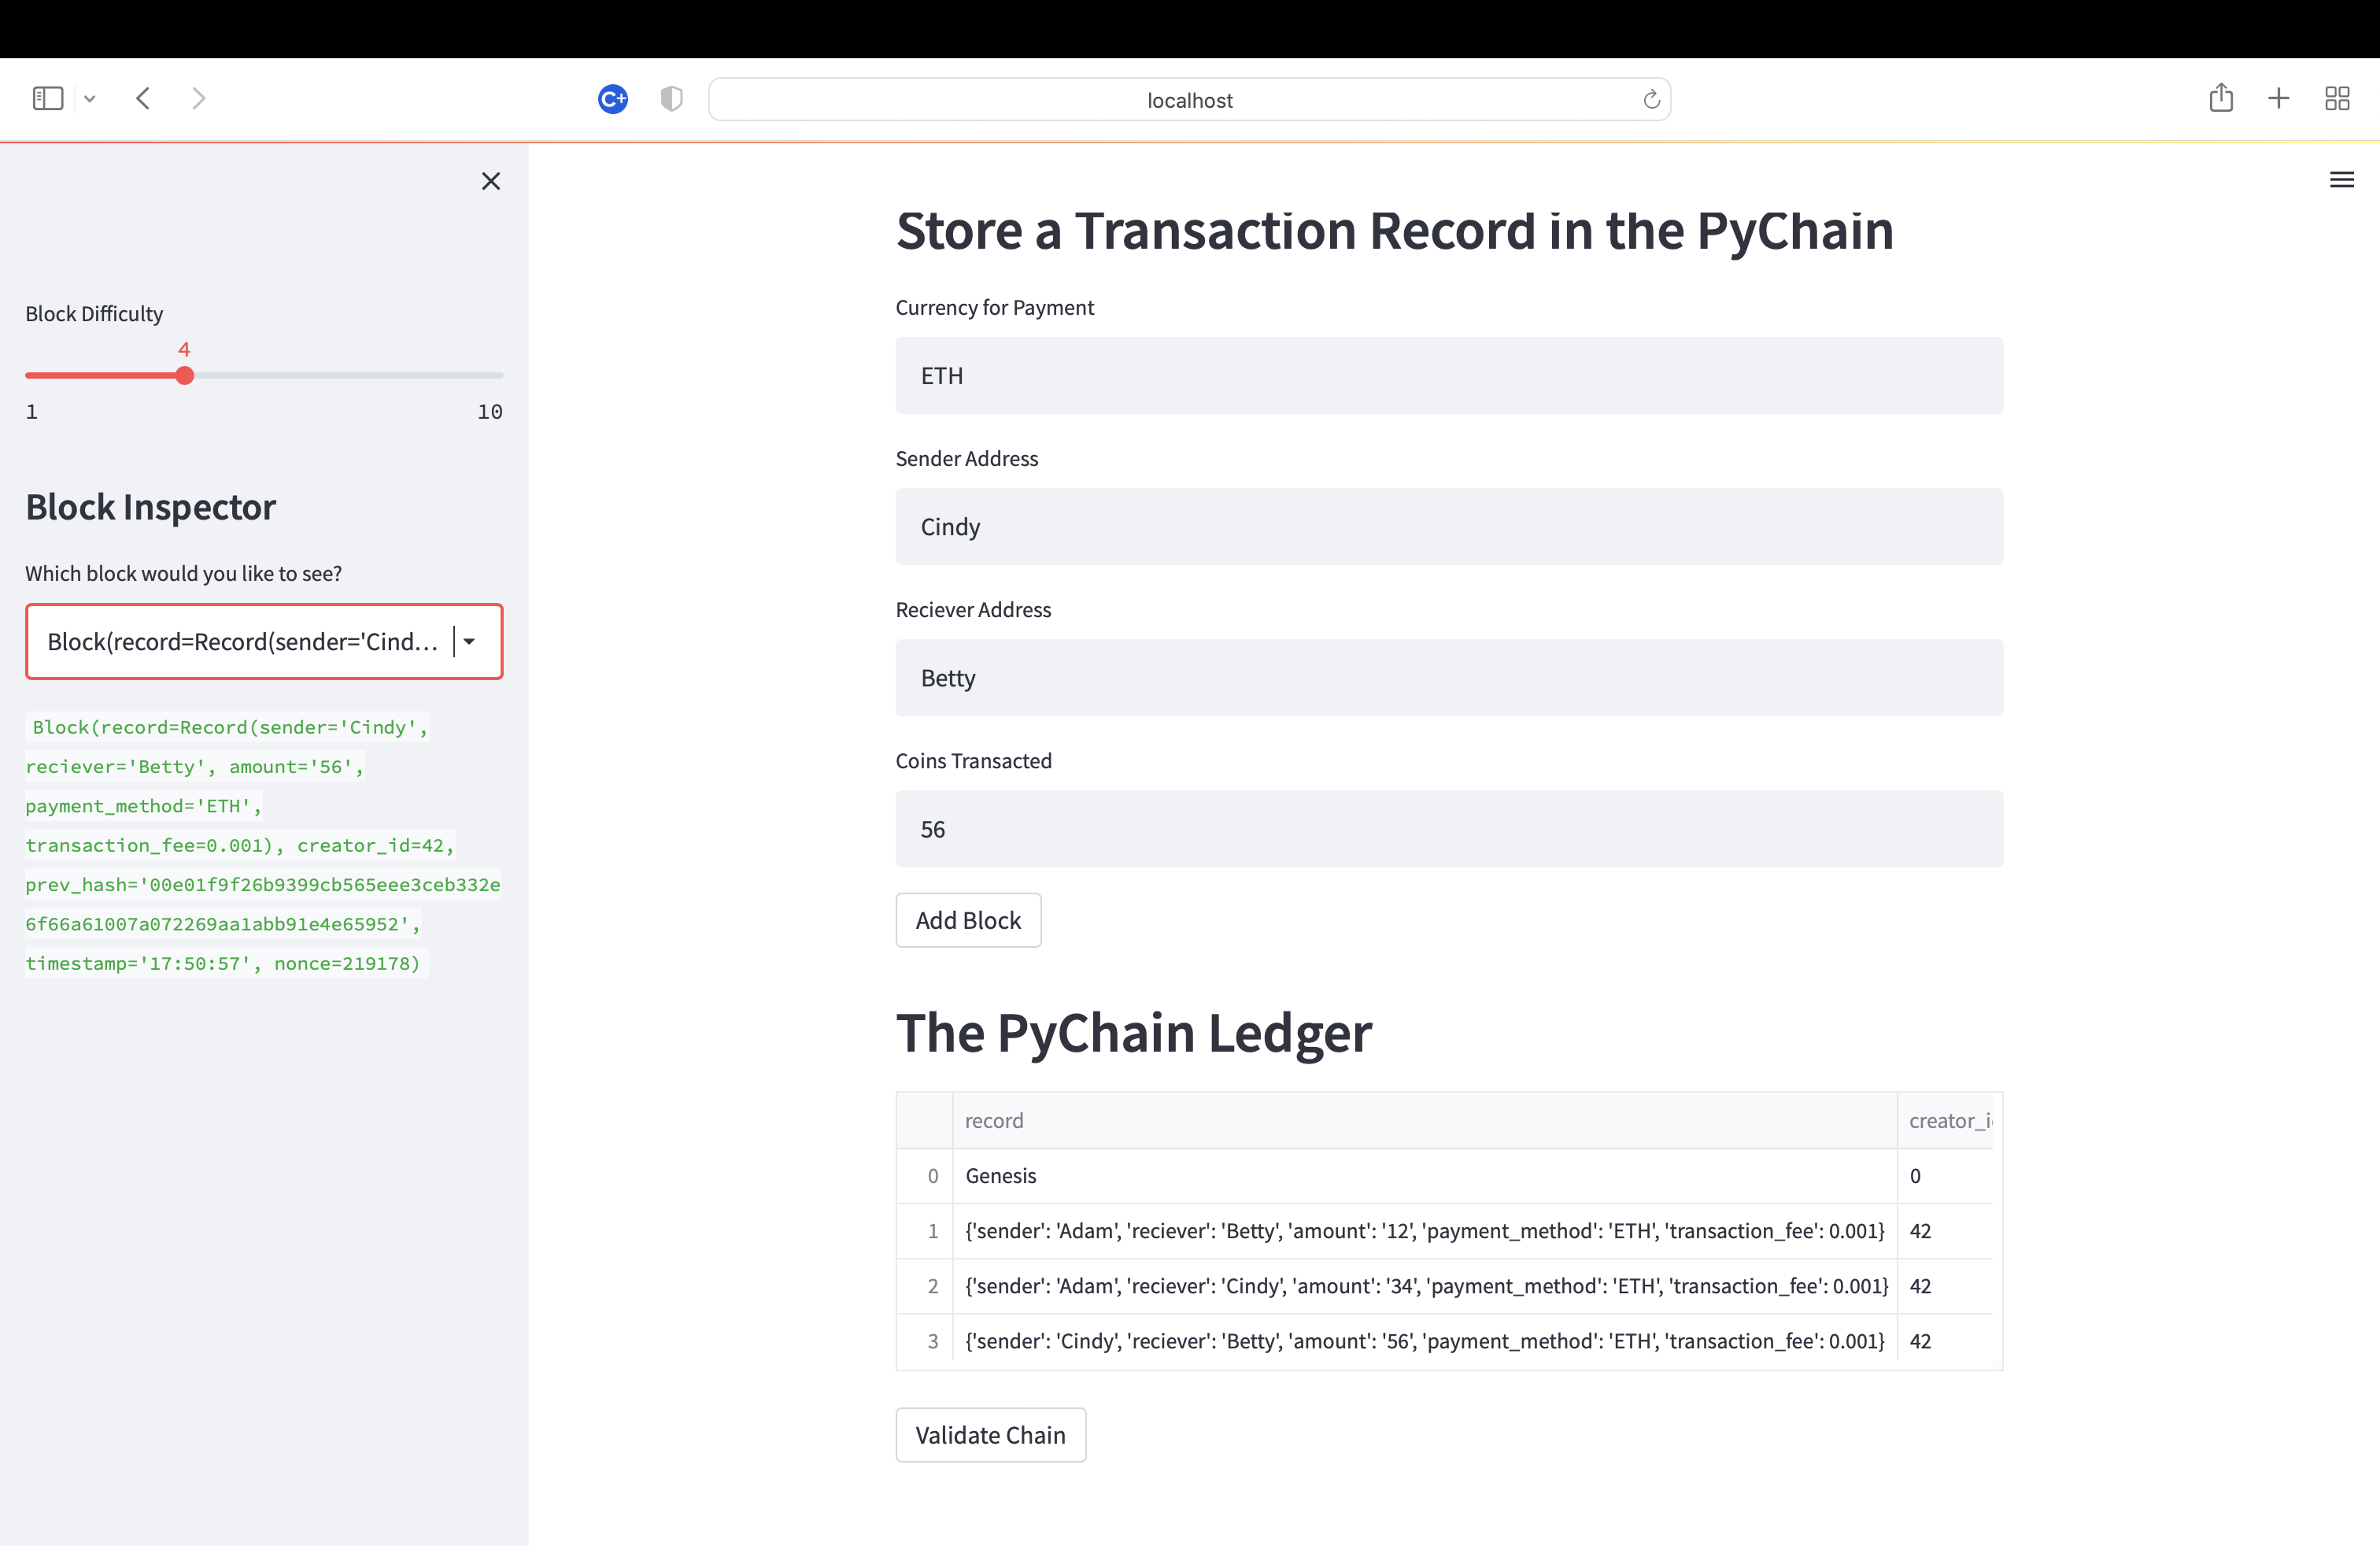 C+
localhost
Block Difficulty
4
1
10
Block Inspector
Which block would you like to see?
Block(record=Record(sender='Cind...
Block(record=Record(sender='Cindy',
reciever='Betty', amount='56',
payment_method='ETH',
transaction_fee=0.001), creator_id=42,
prev_hash='00e01f9f26b9399cb565eee3ceb332e
6f66a61007a072269aa1abb91e4e65952',
timestamp='17:50:57', nonce=219178)
Store a Transaction Record in the PyChain
Currency for Payment
ETH
Sender Address
Cindy
Reciever Address
Betty
Coins Transacted
56
Add Block
The PyChain Ledger
record creator_i
0 Genesis 0
1 {'sender': 'Adam', 'reciever': 'Betty', 'amount': '12', 'payment_method': 'ETH', 'transaction_fee': 0.001} 42
2 {'sender': 'Adam', 'reciever': 'Cindy', 'amount': '34', 'payment_method': 'ETH', 'transaction_fee': 0.001} 42
3 {'sender': 'Cindy', 'reciever': 'Betty', 'amount': '56', 'payment_method': 'ETH', 'transaction_fee': 0.001} 42
Validate Chain